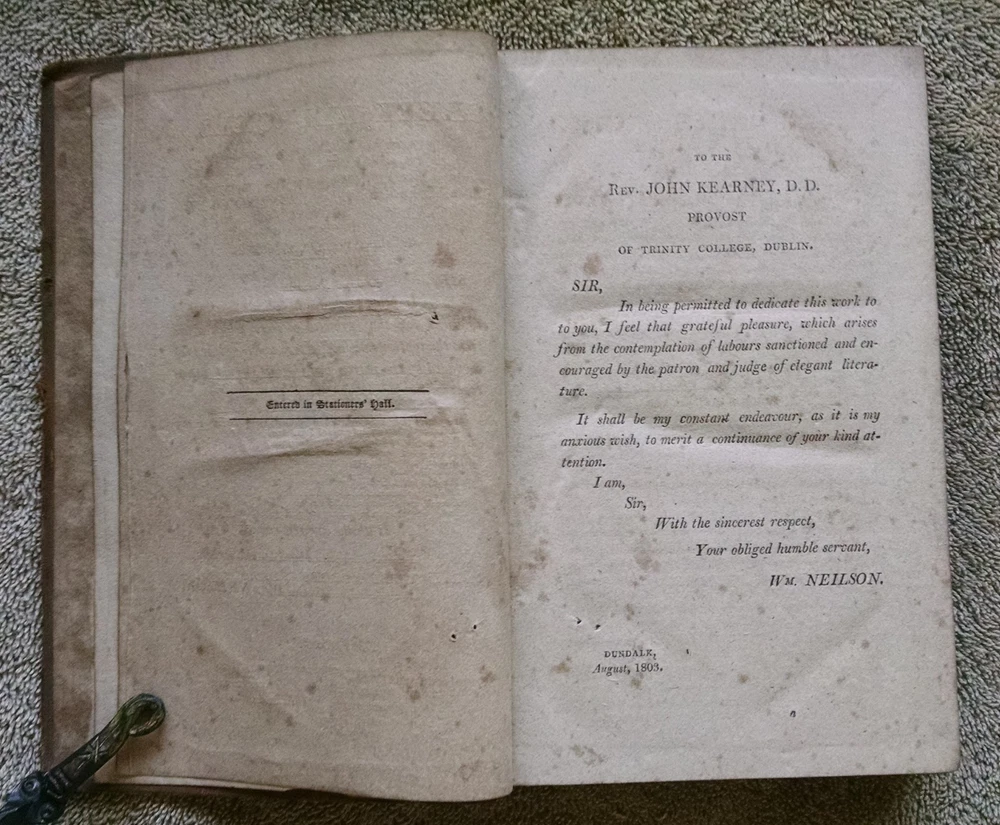 Entered in Stationers' Hall.
TO THE
REV. JOHN KEARNEY, D. D.
PROVOST
OF TRINITY COLLEGE, DUBLIN.
SIR,
In being permitted to dedicate this work to
to you, I feel that grateful pleasure, which arises
from the contemplation of labours sanctioned and en-
couraged by the patron and judge of elegant litera-
ture.
It shall be my constant endeavour, as it is my
anxious wish, to merit a continuance of your kind at-
tention.
I am,
Sir,
With the sincerest respect,
Your obliged humble servant,
WM. NEILSON.
DUNDALK,
August, 1803.